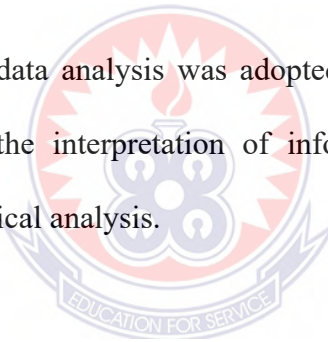 data analysis was adopted
the interpretation of info
ical analysis.
EDUCATION FOR SERVICE